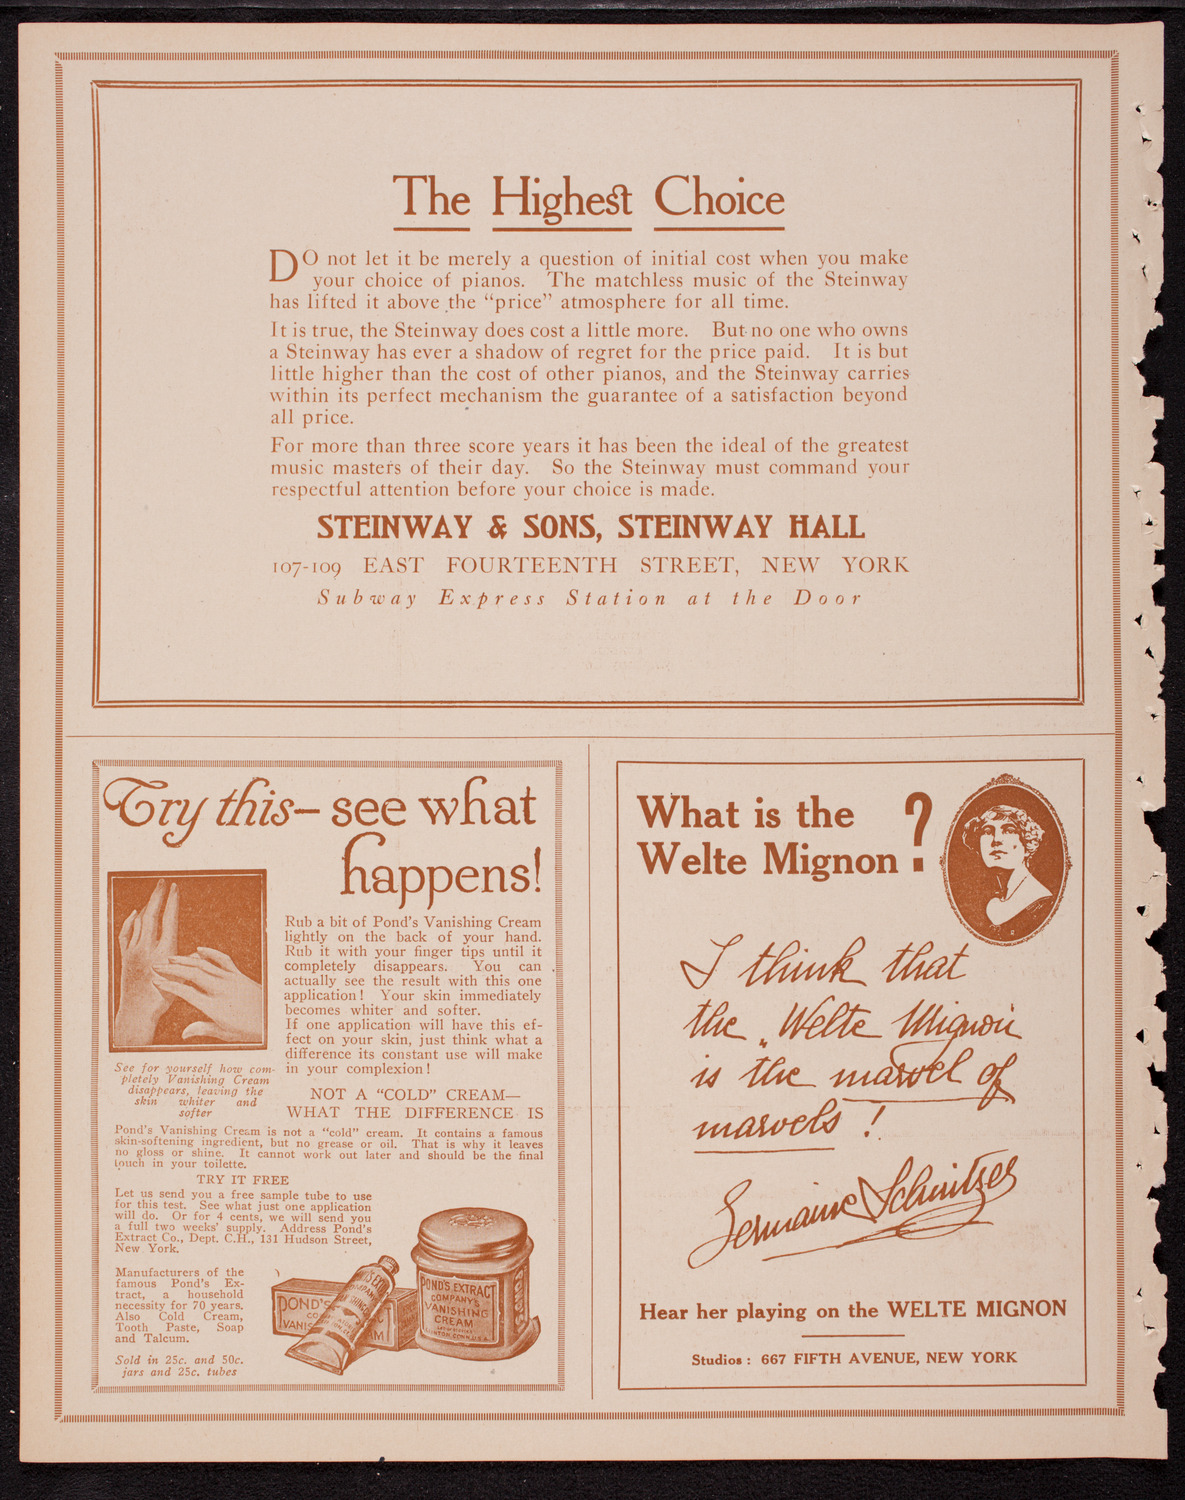 The Highest Choice
DO not let it be merely a question of initial cost when you make
your choice of pianos. The matchless music of the Steinway
has lifted it above the "price" atmosphere for all time.
It is true, the Steinway does cost a little more. But no one who owns
a Steinway has ever a shadow of regret for the price paid. It is but
little higher than the cost of other pianos, and the Steinway carries
within its perfect mechanism the guarantee of a satisfaction beyond
all price.
For more than three score years it has been the ideal of the greatest
music masters of their day. So the Steinway must command your
respectful attention before your choice is made.
STEINWAY & SONS, STEINWAY HALL
107-109 EAST FOURTEENTH STREET, NEW YORK
Subway Express Station at the Door
Try this—see what
happens!
Rub a bit of Pond's Vanishing Cream
lightly on the back of your hand.
Rub it with your finger tips until it
completely disappears. You can
actually see the result with this one
application! Your skin immediately
becomes whiter and softer.
If one application will have this ef-
fect on your skin, just think what a
difference its constant use will make
in your complexion!
See for yourself how com-
pletely Vanishing Cream
disappears, leaving the
skin whiter and
softer
NOT A "COLD" CREAM—
WHAT THE DIFFERENCE IS
Pond's Vanishing Cream is not a "cold" cream. It contains a famous
skin-softening ingredient, but no grease or oil. That is why it leaves
no gloss or shine. It cannot work out later and should be the final
touch in your toilette.
TRY IT FREE
Let us send you a free sample tube to use
for this test. See what just one application
will do. Or for 4 cents, we will send you
a full two weeks' supply. Address Pond's
Extract Co., Dept. C.H., 131 Hudson Street,
New York.
Manufacturers of the
famous Pond's Ex-
tract, a household
necessity for 70 years.
Also Cold Cream,
Tooth Paste, Soap
and Talcum.
Sold in 25c. and 50c.
jars and 25c. tubes
POND'S
CO
VANIS
AM
POND'S EXTRACT
COMPANY'S
VANISHING
CREAM
What is the
Welte Mignon ?
I think that
the „Welte Mignon
is the marvel of
marvels !
Germaine Schnitzer
Hear her playing on the WELTE MIGNON
Studios : 667 FIFTH AVENUE, NEW YORK